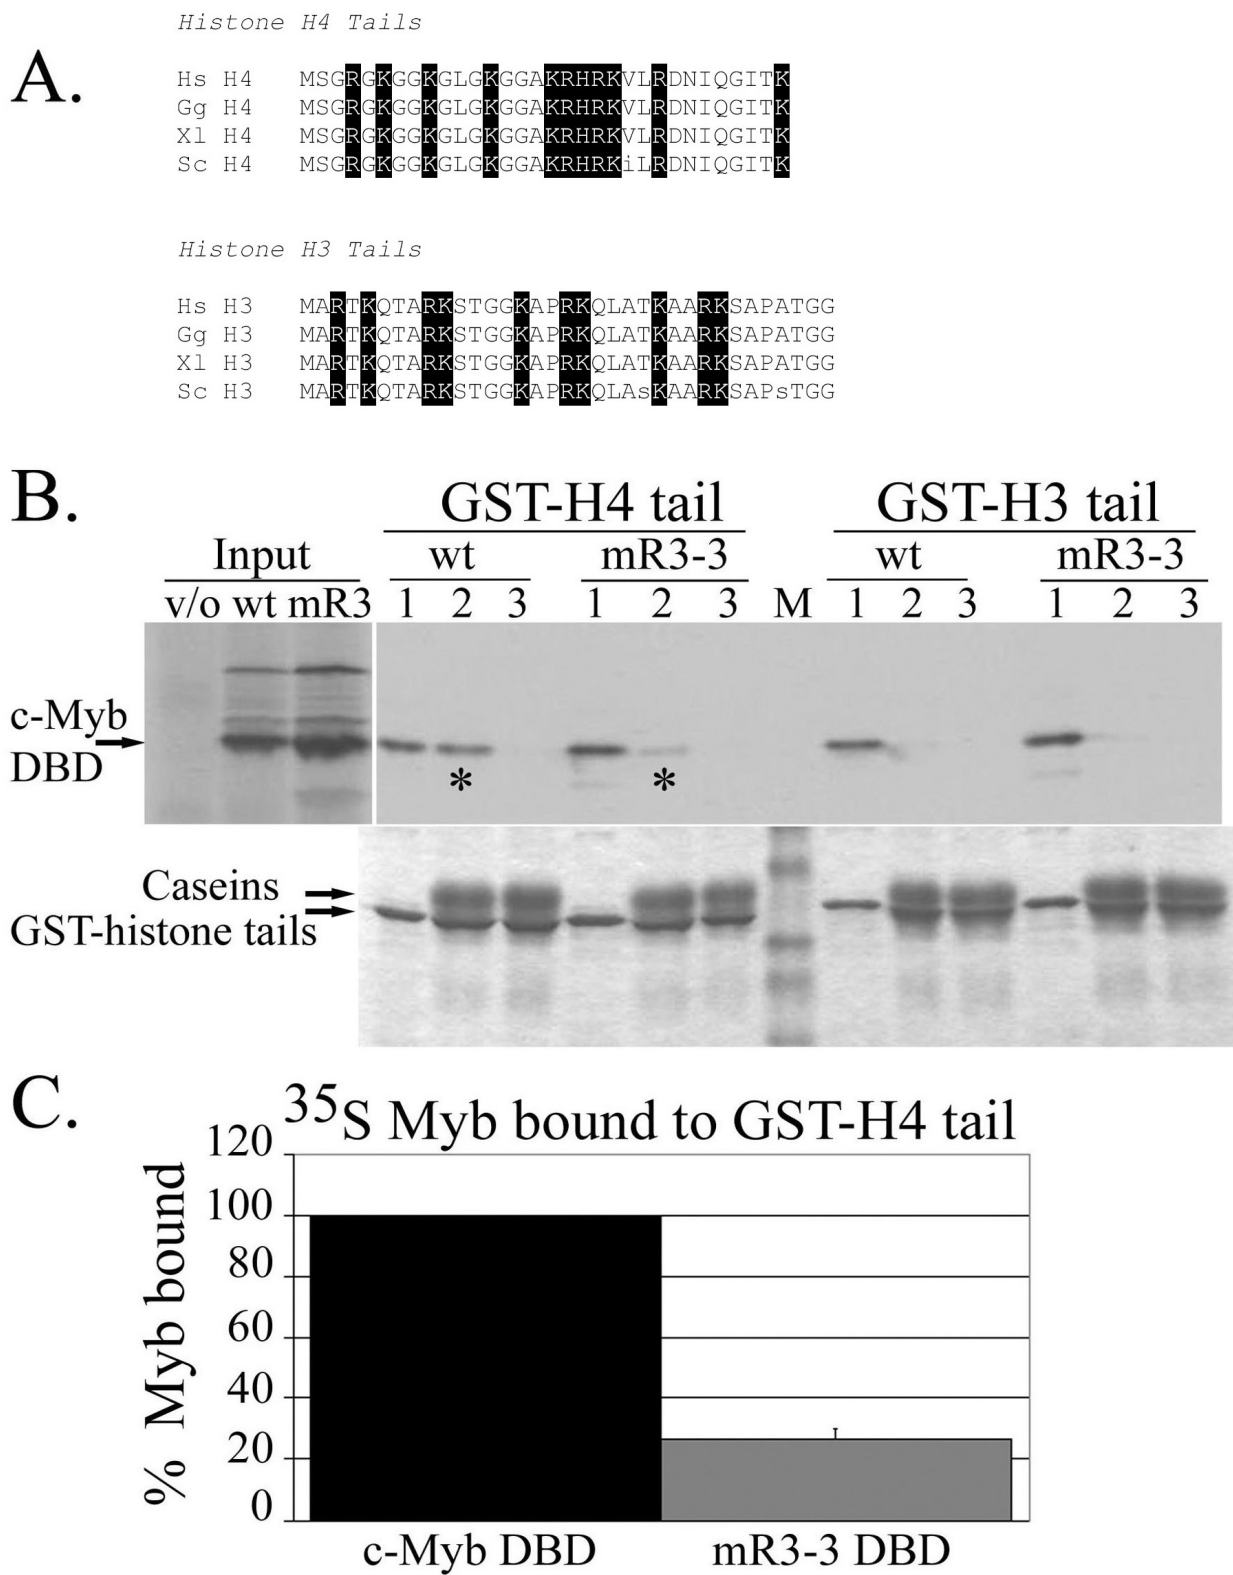 A.
Histone H4 Tails
Hs H4 MSGRGKGGKGLGKGGAKRHRKVLRDNIQGITK
Gg H4 MSGRGKGGKGLGKGGAKRHRKVLRDNIQGITK
Xl H4 MSGRGKGGKGLGKGGAKRHRKVLRDNIQGITK
Sc H4 MSGRGKGGKGLGKGGAKRHRKiLRDNIQGITK
Histone H3 Tails
Hs H3 MARTKQTARKSTGGKAPRKQLATKAARKSAPATGG
Gg H3 MARTKQTARKSTGGKAPRKQLATKAARKSAPATGG
Xl H3 MARTKQTARKSTGGKAPRKQLATKAARKSAPATGG
Sc H3 MARTKQTARKSTGGKAPRKQLAsKAARKSAPsTGG
B.
GST-H4 tail GST-H3 tail
Input wt mR3-3 wt mR3-3
v/o wt mR3 1 2 3 1 2 3 M 1 2 3 1 2 3
c-Myb
DBD
* *
Caseins
GST-histone tails
C.
35S Myb bound to GST-H4 tail
% Myb bound
120
100
80
60
40
20
0
c-Myb DBD mR3-3 DBD